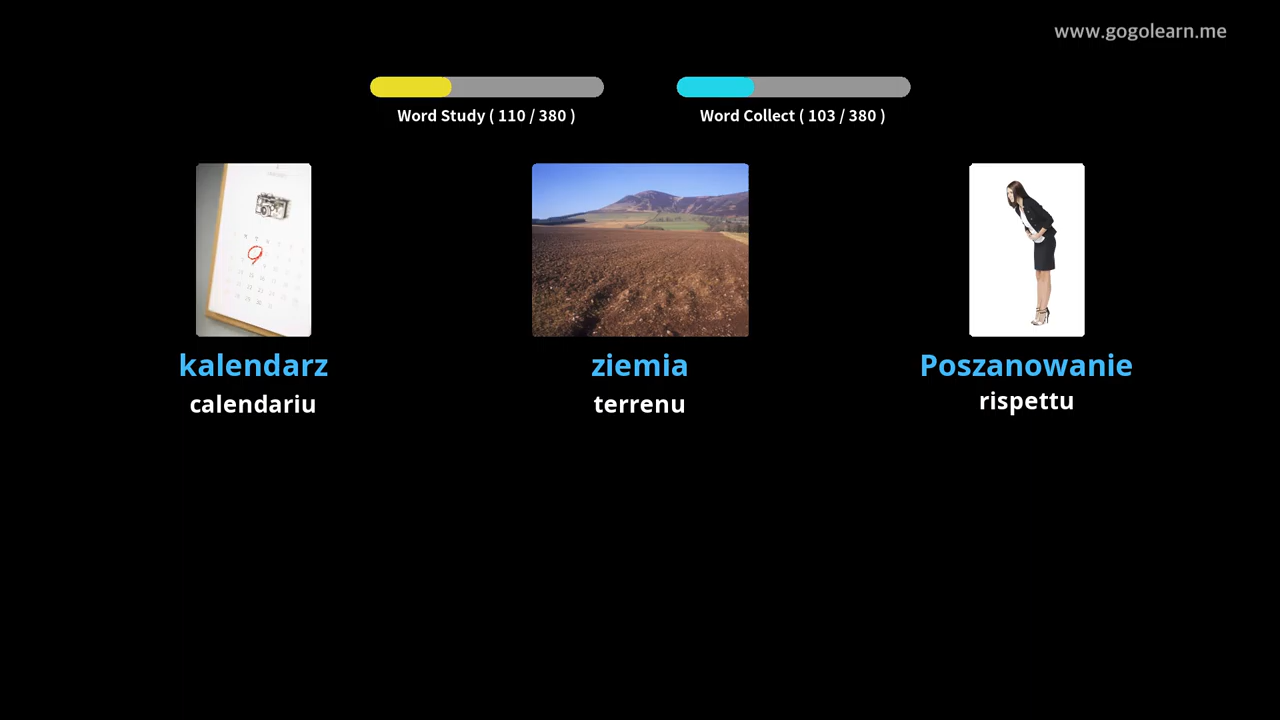 www.gogolearn.me
Word Study ( 110 / 380 )
Word Collect ( 103 / 380 )
kalendarz
ziemia
Poszanowanie
calendariu
terrenu
rispettu